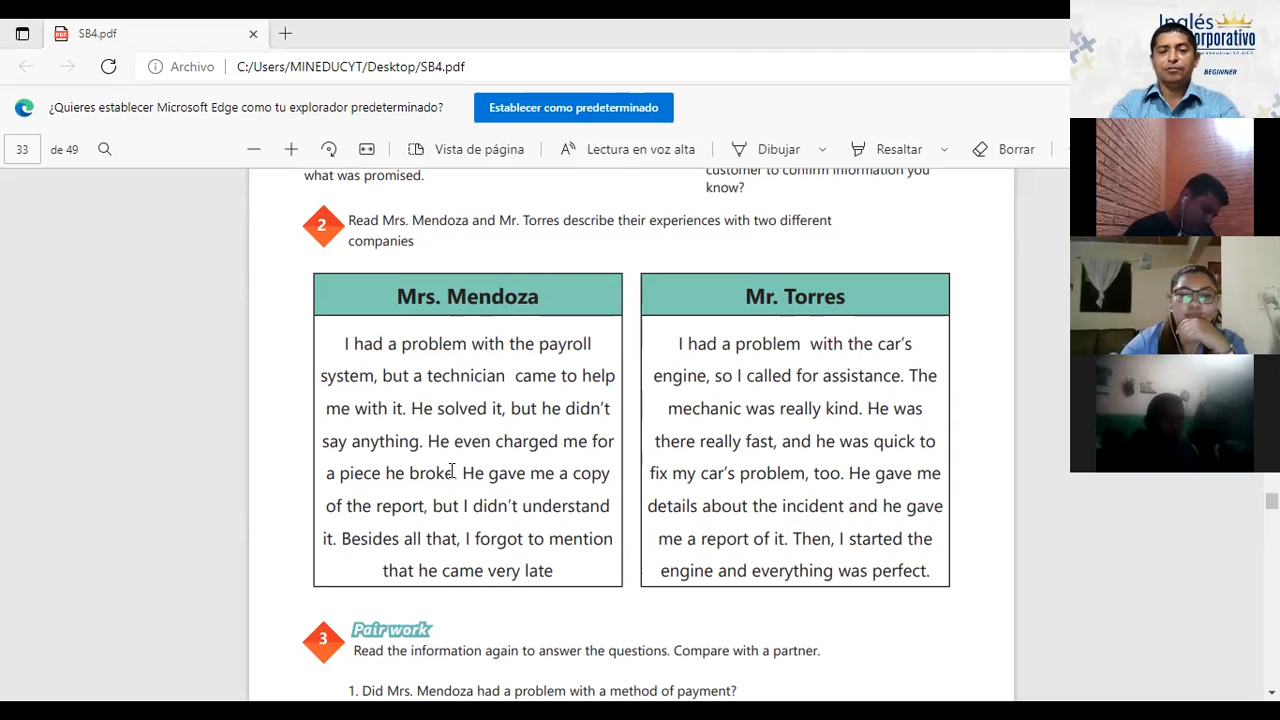 SB4.pdf
Archivo C:/Users/MINEDUCYT/Desktop/SB4.pdf
¿Quieres establecer Microsoft Edge como tu explorador predeterminado? Establecer como predeterminado
33 de 49 Vista de página Lectura en voz alta Dibujar Resaltar Borrar
what was promised.
customer to confirm information you
know?
2 Read Mrs. Mendoza and Mr. Torres describe their experiences with two different
companies
Mrs. Mendoza
I had a problem with the payroll
system, but a technician came to help
me with it. He solved it, but he didn't
say anything. He even charged me for
a piece he broke. He gave me a copy
of the report, but I didn't understand
it. Besides all that, I forgot to mention
that he came very late
Mr. Torres
I had a problem with the car's
engine, so I called for assistance. The
mechanic was really kind. He was
there really fast, and he was quick to
fix my car's problem, too. He gave me
details about the incident and he gave
me a report of it. Then, I started the
engine and everything was perfect.
3 Pair work
Read the information again to answer the questions. Compare with a partner.
1. Did Mrs. Mendoza had a problem with a method of payment?
Inglés
BEGINNER